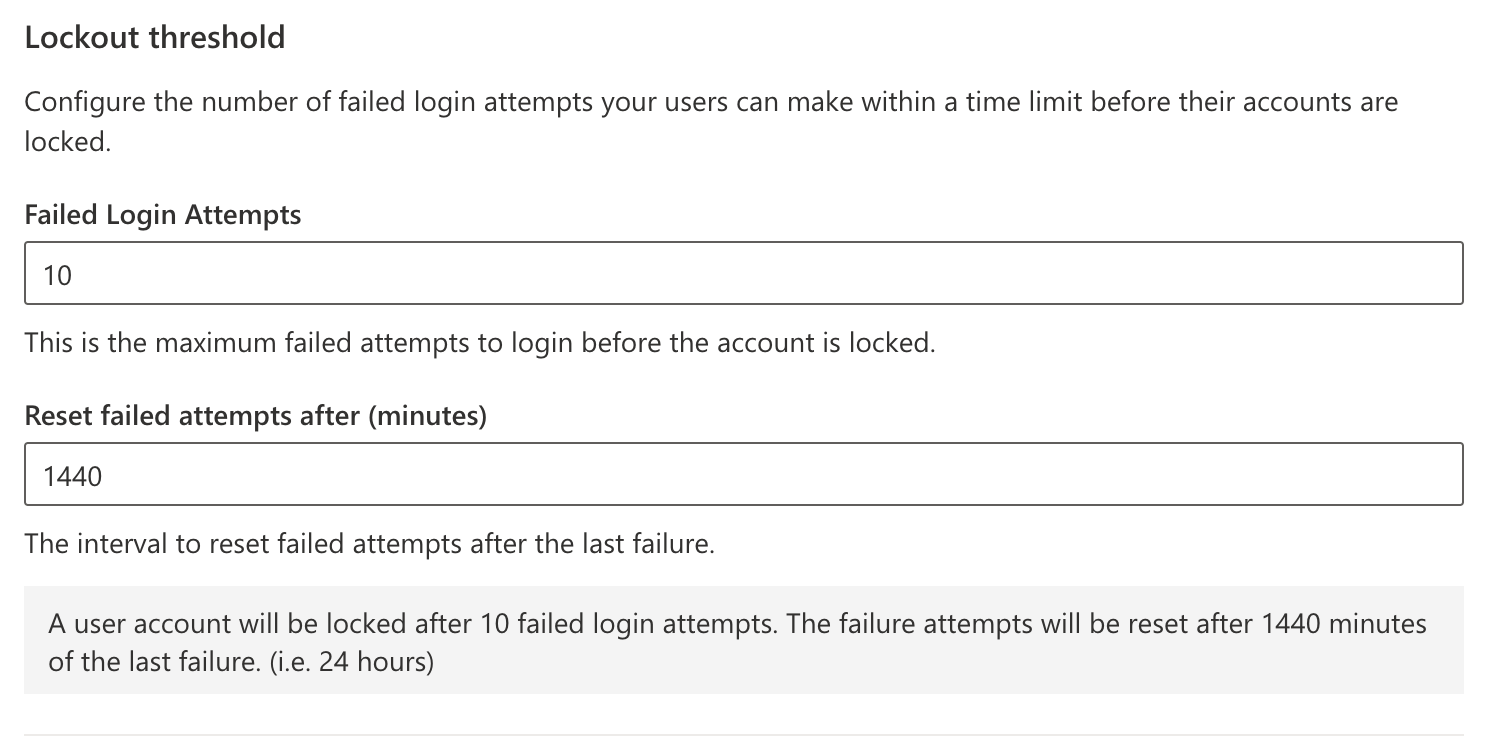 Lockout threshold
Configure the number of failed login attempts your users can make within a time limit before their accounts are
locked.
Failed Login Attempts
10
This is the maximum failed attempts to login before the account is locked.
Reset failed attempts after (minutes)
1440
The interval to reset failed attempts after the last failure.
A user account will be locked after 10 failed login attempts. The failure attempts will be reset after 1440 minutes
of the last failure. (i.e. 24 hours)